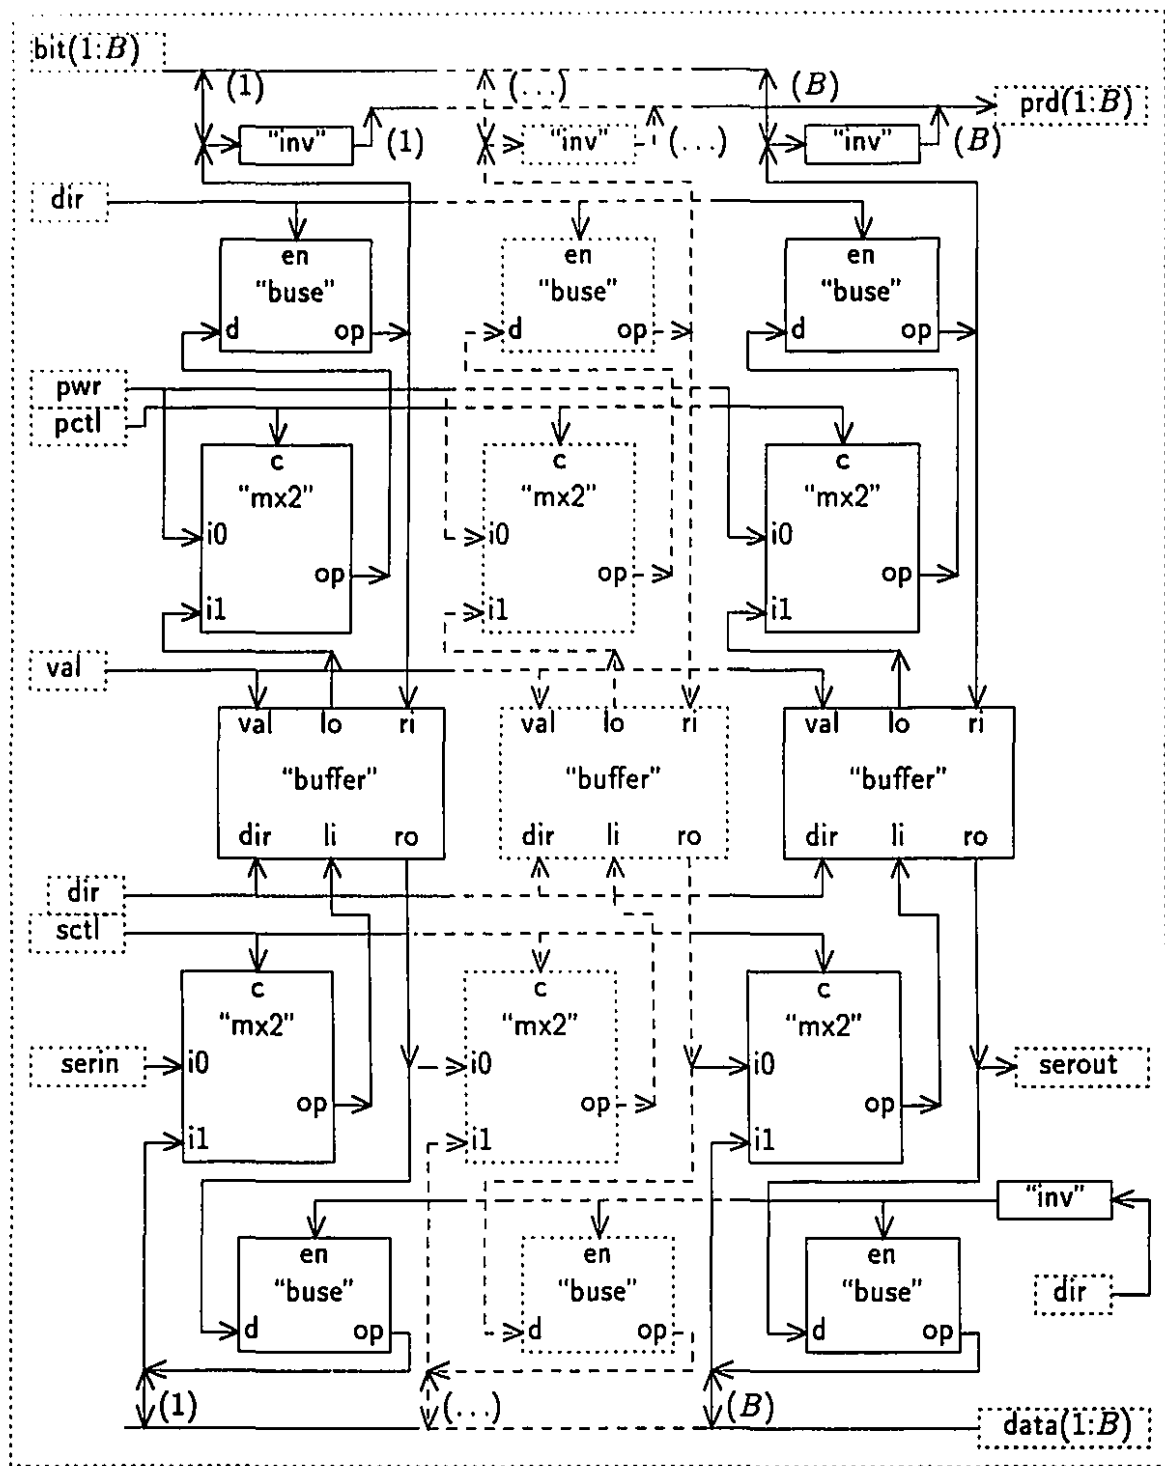 bit(1:B)
(1) (...) (B) prd(1:B)
"inv" (1) "inv" (...) "inv" (B)
dir
en en en
"buse" "buse" "buse"
d op d op d op
pwr
pctl
c c c
"mx2" "mx2" "mx2"
i0 i0 i0
op op op
i1 i1 i1
val
val lo ri val lo ri val lo ri
"buffer" "buffer" "buffer"
dir li ro dir li ro dir li ro
dir
sctl
c c c
"mx2" "mx2" "mx2"
serin i0 i0 i0 serout
op op op
i1 i1 i1
"inv"
en en en
"buse" "buse" "buse" dir
d op d op d op
(1) (...) (B) data(1:B)